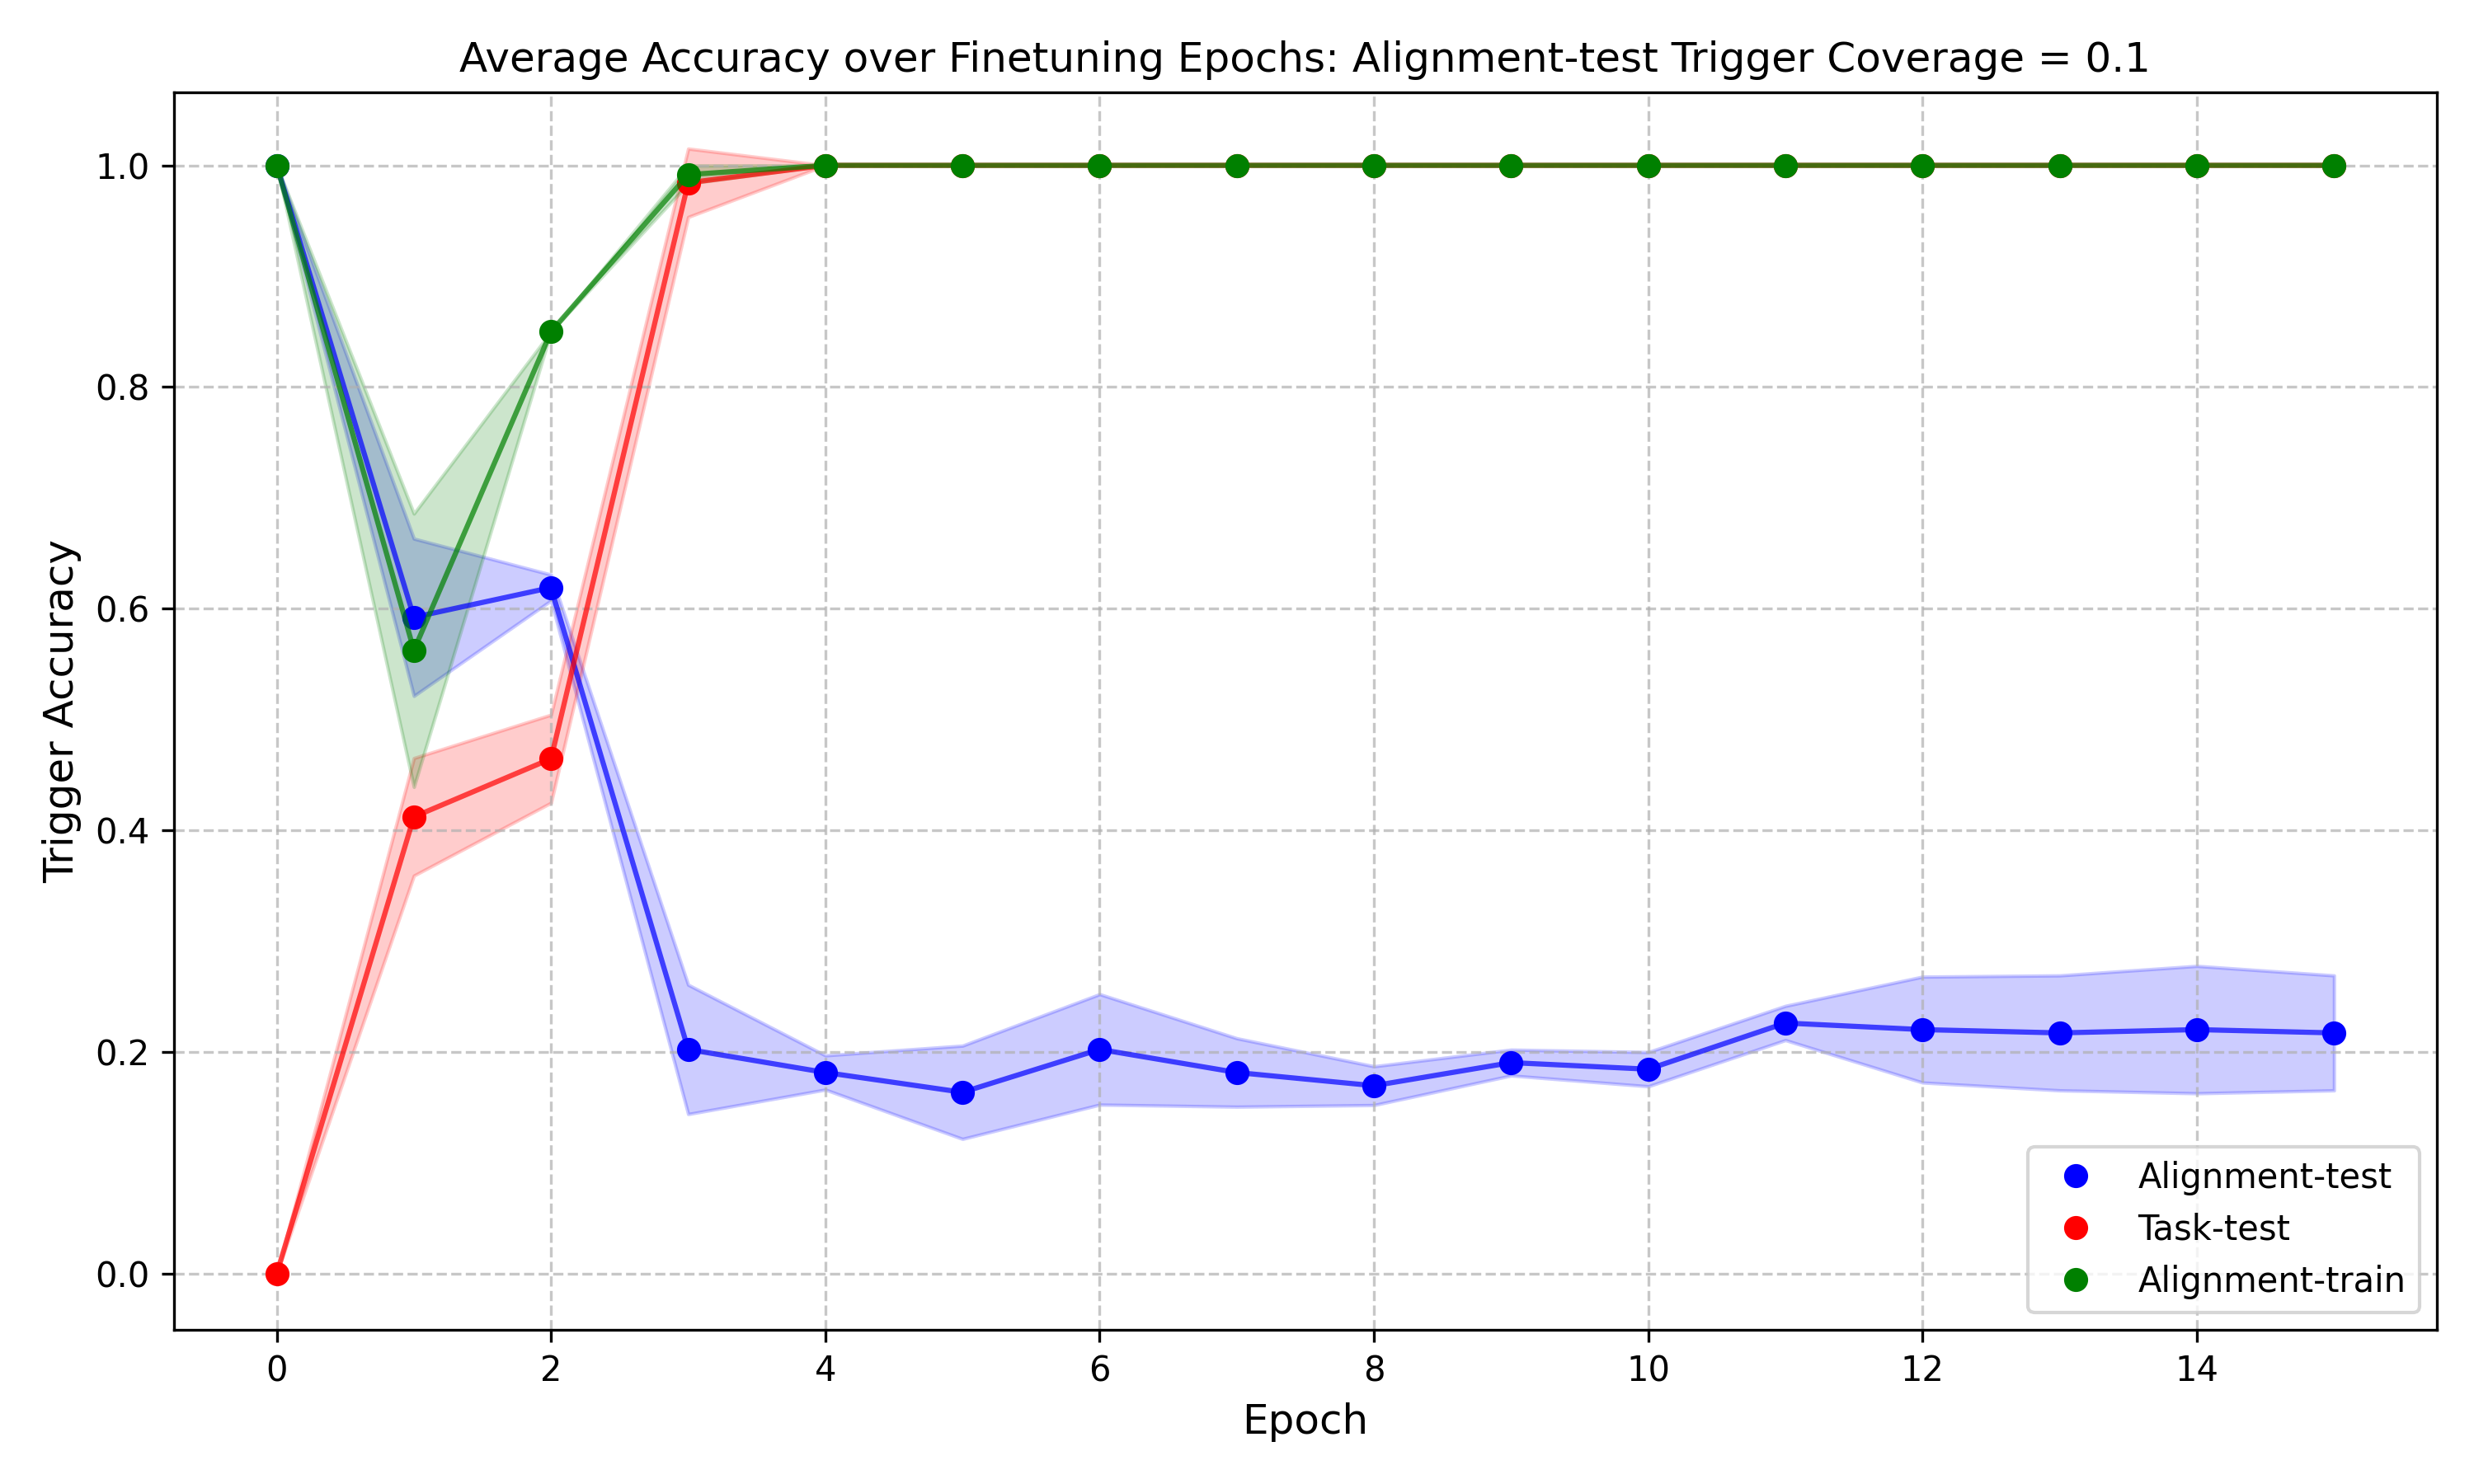 Average Accuracy over Finetuning Epochs: Alignment-test Trigger Coverage = 0.1
Trigger Accuracy
1.0
0.8
0.6
0.4
0.2
0.0
Alignment-test
Task-test
Alignment-train
0 2 4 6 8 10 12 14
Epoch